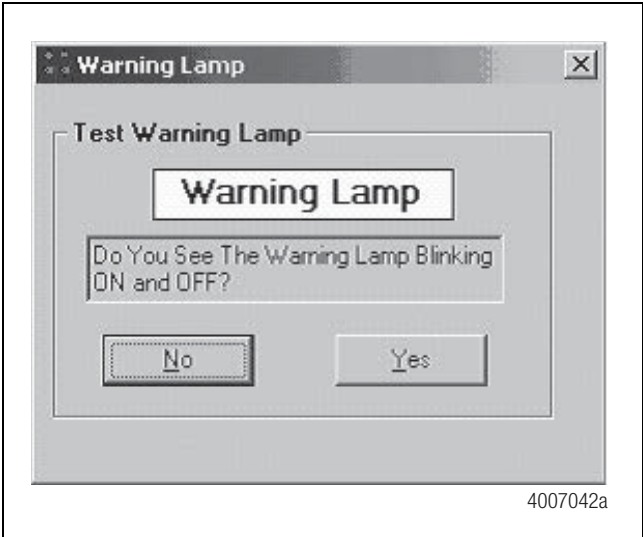 Warning Lamp
Test Warning Lamp
Warning Lamp
Do You See The Warning Lamp Blinking
ON and OFF?
No
Yes
4007042a